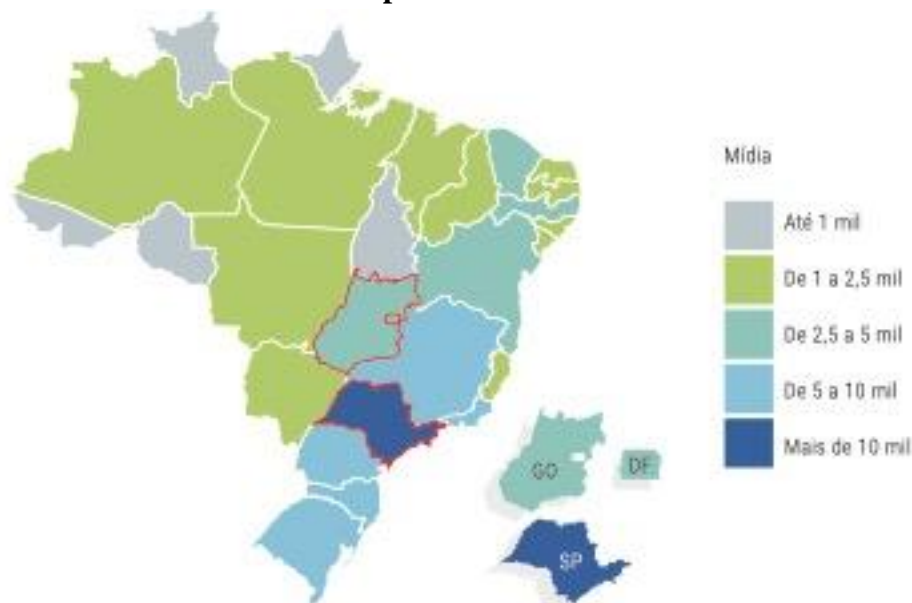 Mídia
Até 1 mil
De 1 a 2,5 mil
De 2,5 a 5 mil
De 5 a 10 mil
Mais de 10 mil
GO
DF
SP